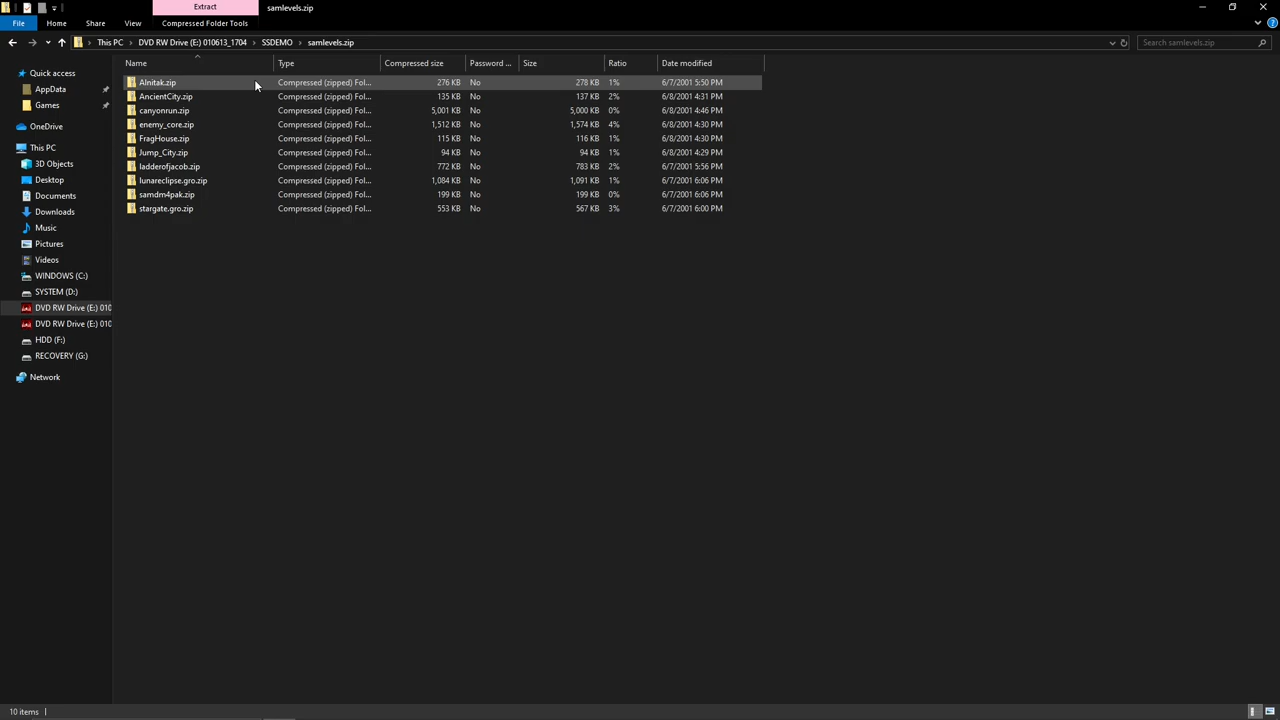 Extract
samlevels.zip
File
Home
Share
View
Compressed Folder Tools
This PC
DVD RW Drive (E:) 010613_1704
SSDEMO
samlevels.zip
Search samlevels.zip
Name
Type
Compressed size
Password ...
Size
Ratio
Date modified
Quick access
AppData
Games
OneDrive
This PC
3D Objects
Desktop
Documents
Downloads
Music
Pictures
Videos
WINDOWS (C:)
SYSTEM (D:)
DVD RW Drive (E:) 010
DVD RW Drive (E:) 010
HDD (F:)
RECOVERY (G:)
Network
Alnitak.zip Compressed (zipped) Fol... 276 KB No 278 KB 1% 6/7/2001 5:50 PM
AncientCity.zip Compressed (zipped) Fol... 135 KB No 137 KB 2% 6/8/2001 4:31 PM
canyonrun.zip Compressed (zipped) Fol... 5,001 KB No 5,000 KB 0% 6/8/2001 4:46 PM
enemy_core.zip Compressed (zipped) Fol... 1,512 KB No 1,574 KB 4% 6/8/2001 4:30 PM
FragHouse.zip Compressed (zipped) Fol... 115 KB No 116 KB 1% 6/8/2001 4:30 PM
Jump_City.zip Compressed (zipped) Fol... 94 KB No 94 KB 1% 6/8/2001 4:29 PM
ladderofjacob.zip Compressed (zipped) Fol... 772 KB No 783 KB 2% 6/7/2001 5:56 PM
lunareclipse.gro.zip Compressed (zipped) Fol... 1,084 KB No 1,091 KB 1% 6/7/2001 6:06 PM
samdm4pak.zip Compressed (zipped) Fol... 199 KB No 199 KB 0% 6/7/2001 6:06 PM
stargate.gro.zip Compressed (zipped) Fol... 553 KB No 567 KB 3% 6/7/2001 6:00 PM
10 items